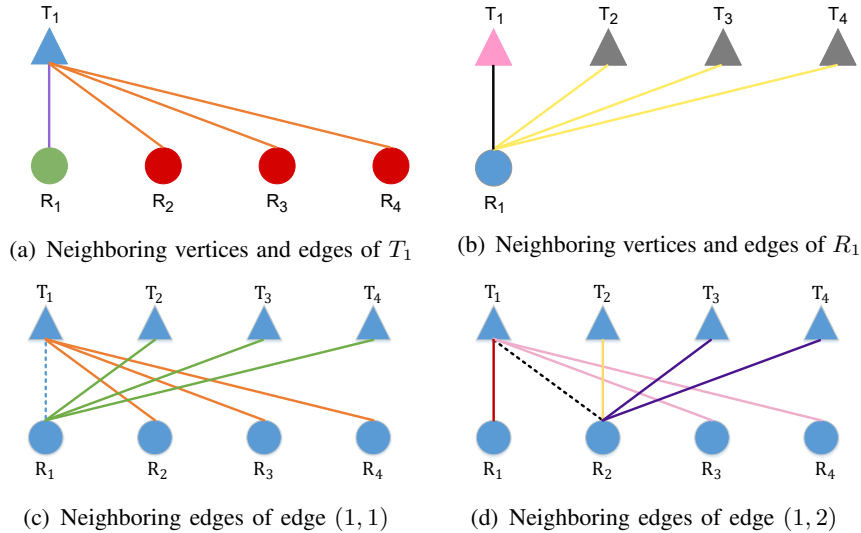 T₁
R₁ R₂ R₃ R₄
(a) Neighboring vertices and edges of T₁
T₁ T₂ T₃ T₄
R₁
(b) Neighboring vertices and edges of R₁
T₁ T₂ T₃ T₄
R₁ R₂ R₃ R₄
(c) Neighboring edges of edge (1, 1)
T₁ T₂ T₃ T₄
R₁ R₂ R₃ R₄
(d) Neighboring edges of edge (1, 2)